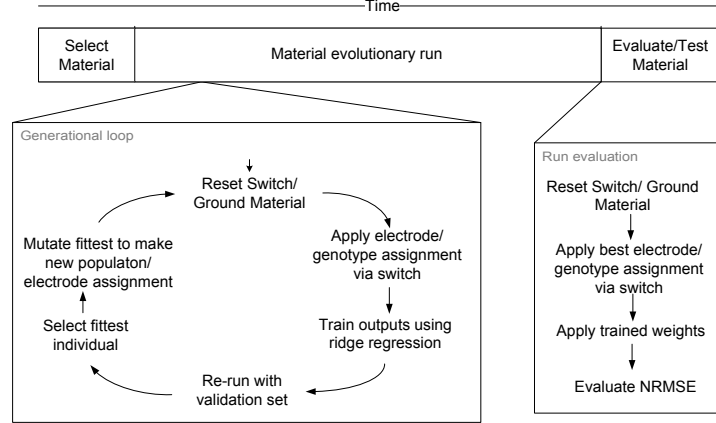 Time
Select
Material
Material evolutionary run
Evaluate/Test
Material
Generational loop
Reset Switch/
Ground Material
Apply electrode/
genotype assignment
via switch
Train outputs using
ridge regression
Re-run with
validation set
Select fittest
individual
Mutate fittest to make
new populaton/
electrode assignment
Run evaluation
Reset Switch/ Ground
Material
Apply best electrode/
genotype assignment
via switch
Apply trained weights
Evaluate NRMSE